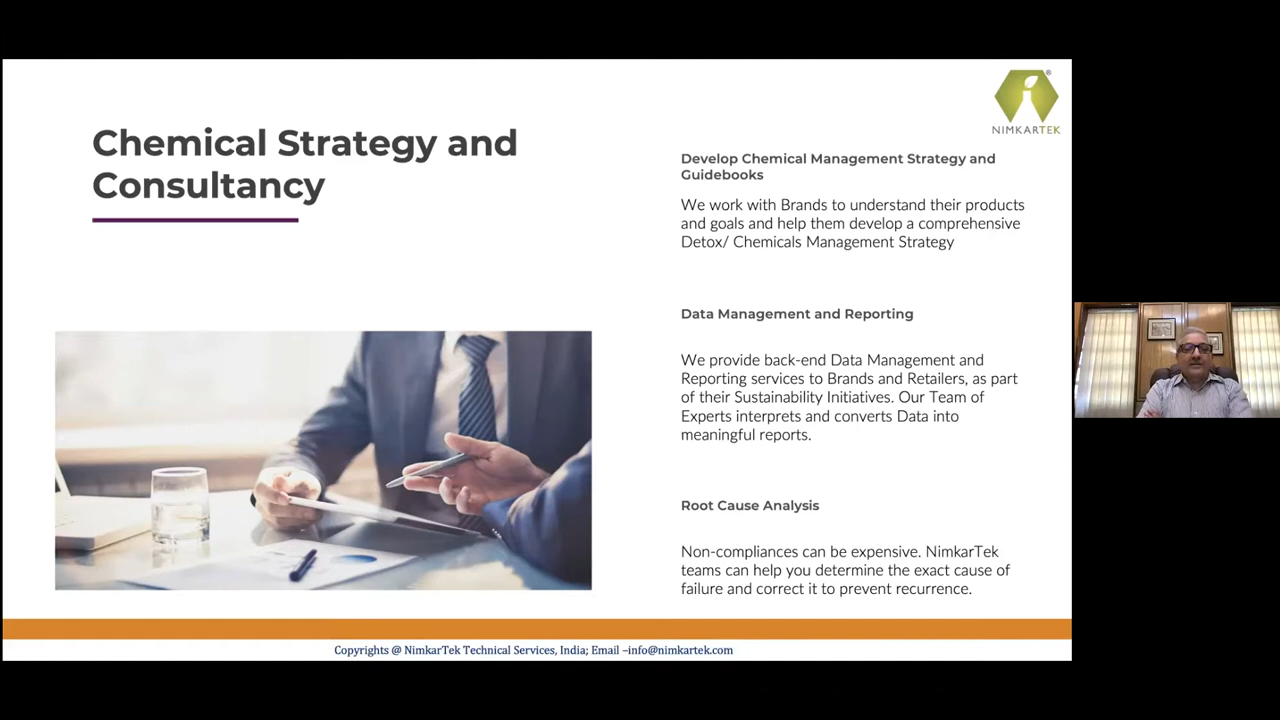 Chemical Strategy and
Consultancy
®
NIMKARTEK
Develop Chemical Management Strategy and
Guidebooks
We work with Brands to understand their products
and goals and help them develop a comprehensive
Detox/ Chemicals Management Strategy
Data Management and Reporting
We provide back-end Data Management and
Reporting services to Brands and Retailers, as part
of their Sustainability Initiatives. Our Team of
Experts interprets and converts Data into
meaningful reports.
Root Cause Analysis
Non-compliances can be expensive. NimkarTek
teams can help you determine the exact cause of
failure and correct it to prevent recurrence.
Copyrights @ NimkarTek Technical Services, India; Email –info@nimkartek.com